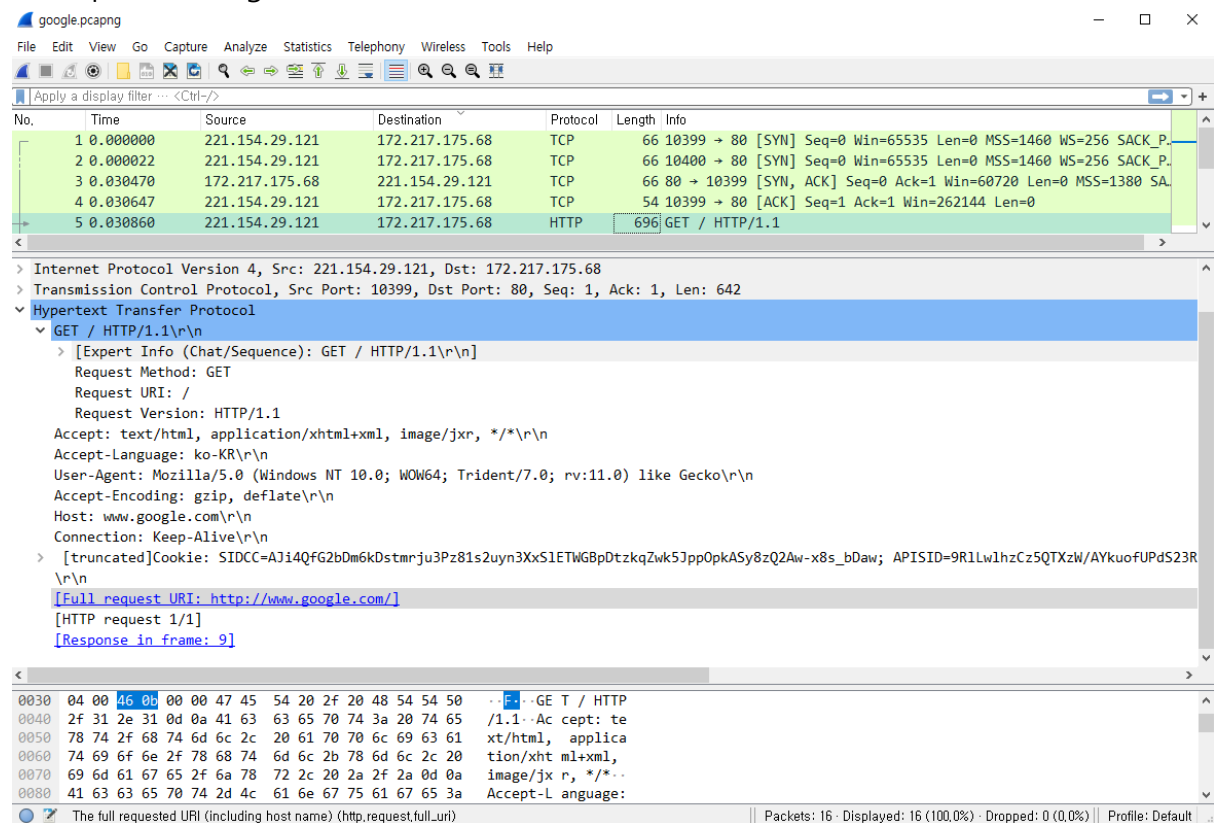 google.pcapng
File Edit View Go Capture Analyze Statistics Telephony Wireless Tools Help
Apply a display filter ··· <Ctrl-/>
No. Time Source Destination Protocol Length Info
1 0.000000 221.154.29.121 172.217.175.68 TCP 66 10399 → 80 [SYN] Seq=0 Win=65535 Len=0 MSS=1460 WS=256 SACK_P…
2 0.000022 221.154.29.121 172.217.175.68 TCP 66 10400 → 80 [SYN] Seq=0 Win=65535 Len=0 MSS=1460 WS=256 SACK_P…
3 0.030470 172.217.175.68 221.154.29.121 TCP 66 80 → 10399 [SYN, ACK] Seq=0 Ack=1 Win=60720 Len=0 MSS=1380 SA…
4 0.030647 221.154.29.121 172.217.175.68 TCP 54 10399 → 80 [ACK] Seq=1 Ack=1 Win=262144 Len=0
5 0.030860 221.154.29.121 172.217.175.68 HTTP 696 GET / HTTP/1.1
Internet Protocol Version 4, Src: 221.154.29.121, Dst: 172.217.175.68
Transmission Control Protocol, Src Port: 10399, Dst Port: 80, Seq: 1, Ack: 1, Len: 642
Hypertext Transfer Protocol
GET / HTTP/1.1\r\n
[Expert Info (Chat/Sequence): GET / HTTP/1.1\r\n]
Request Method: GET
Request URI: /
Request Version: HTTP/1.1
Accept: text/html, application/xhtml+xml, image/jxr, */*\r\n
Accept-Language: ko-KR\r\n
User-Agent: Mozilla/5.0 (Windows NT 10.0; WOW64; Trident/7.0; rv:11.0) like Gecko\r\n
Accept-Encoding: gzip, deflate\r\n
Host: www.google.com\r\n
Connection: Keep-Alive\r\n
[truncated]Cookie: SIDCC=AJi4QfG2bDm6kDstmrju3Pz81s2uyn3XxSlETWGBpDtzkqZwk5JppOpkASy8zQ2Aw-x8s_bDaw; APISID=9RlLwlhzCz5QTXzW/AYkuofUPdS23R
\r\n
[Full request URI: http://www.google.com/]
[HTTP request 1/1]
[Response in frame: 9]
0030 04 00 46 0b 00 00 47 45 54 20 2f 20 48 54 54 50 ··F···GE T / HTTP
0040 2f 31 2e 31 0d 0a 41 63 63 65 70 74 3a 20 74 65 /1.1··Ac cept: te
0050 78 74 2f 68 74 6d 6c 2c 20 61 70 70 6c 69 63 61 xt/html, applica
0060 74 69 6f 6e 2f 78 68 74 6d 6c 2b 78 6d 6c 2c 20 tion/xht ml+xml,
0070 69 6d 61 67 65 2f 6a 78 72 2c 20 2a 2f 2a 0d 0a image/jx r, */*··
0080 41 63 63 65 70 74 2d 4c 61 6e 67 75 61 67 65 3a Accept-L anguage:
The full requested URI (including host name) (http,request,full_uri) Packets: 16 · Displayed: 16 (100,0%) · Dropped: 0 (0,0%) Profile: Default